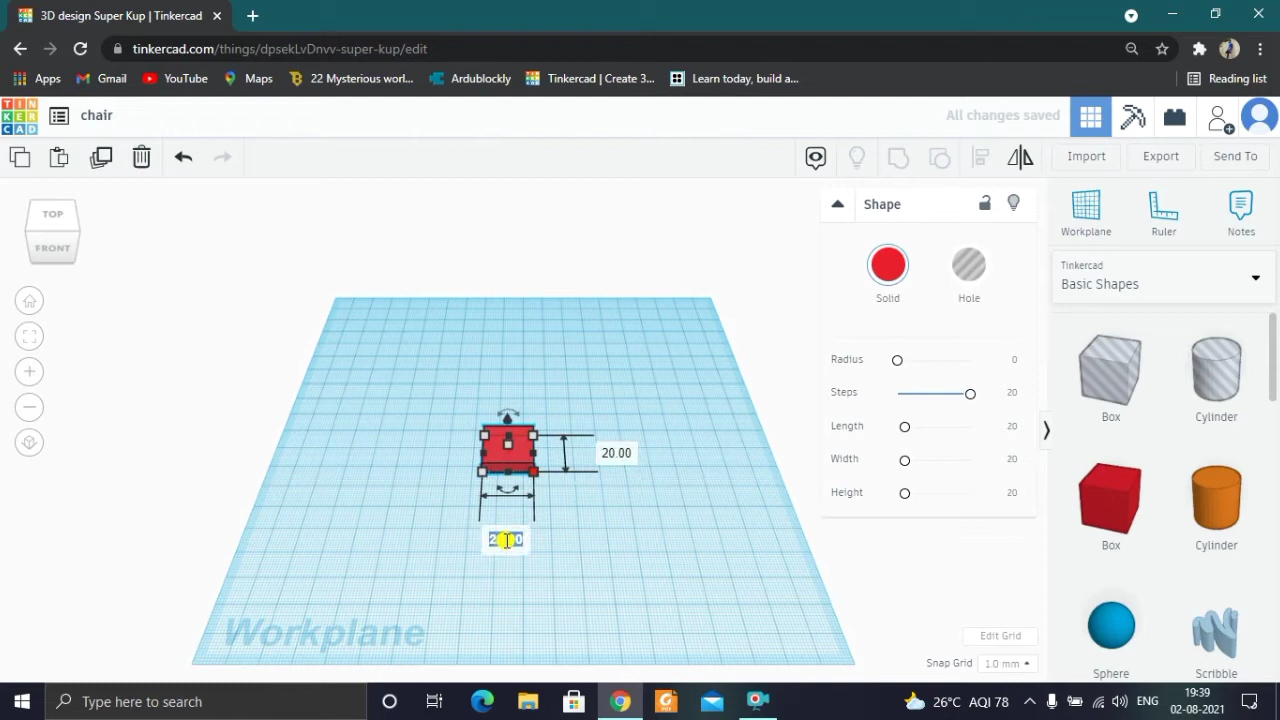 3D design Super Kup | Tinkercad
tinkercad.com/things/dpsekLvDnvv-super-kup/edit
Apps
Gmail
YouTube
Maps
22 Mysterious worl...
Ardublockly
Tinkercad | Create 3...
Learn today, build a...
Reading list
TIN
KER
CAD
chair
All changes saved
Import
Export
Send To
TOP
FRONT
Shape
Solid
Hole
Radius 0
Steps 20
Length 20
Width 20
Height 20
Workplane
Ruler
Notes
Tinkercad
Basic Shapes
Box
Cylinder
Box
Cylinder
Sphere
Scribble
20.00
Workplane
Edit Grid
Snap Grid 1.0 mm
Type here to search
26°C AQI 78
ENG
19:39
02-08-2021